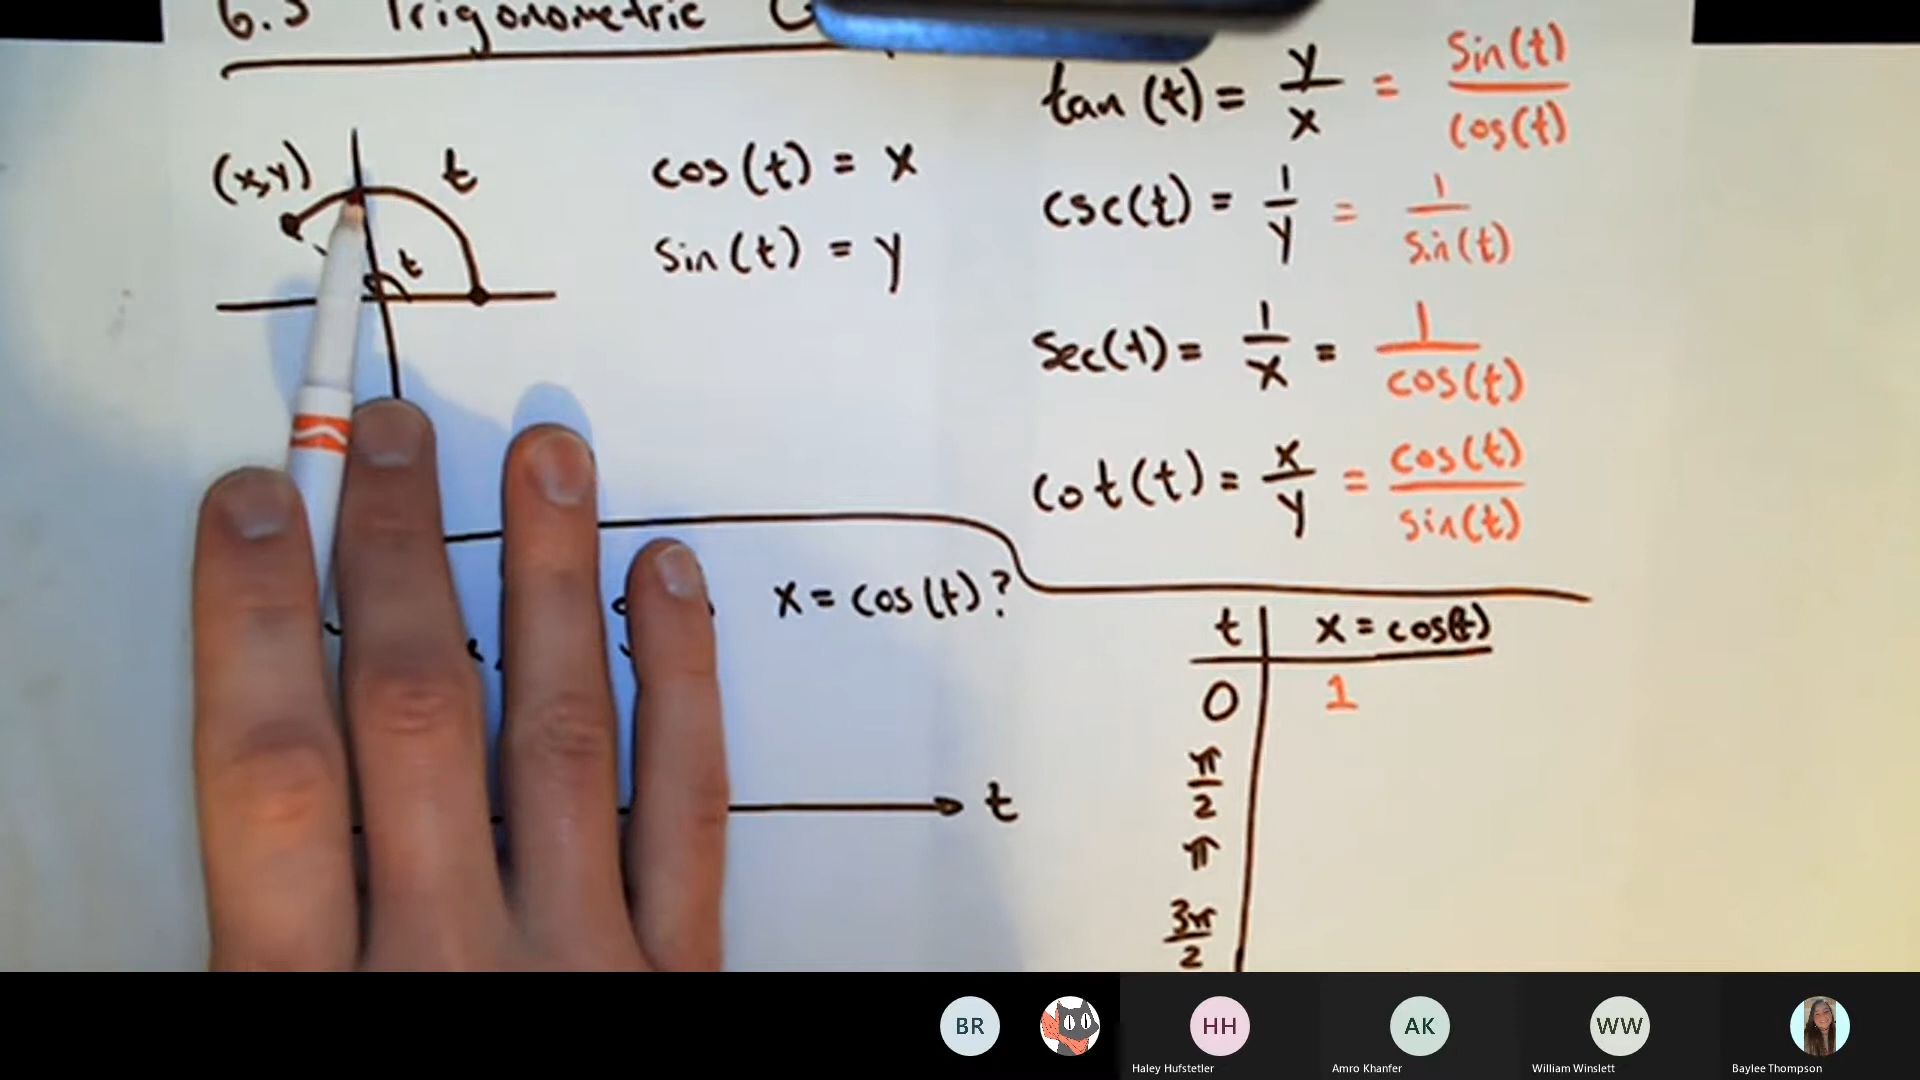 6.3 Trigonometric
(x,y) t
t
cos(t) = x
sin(t) = y
tan(t) = y/x = sin(t)/cos(t)
csc(t) = 1/y = 1/sin(t)
sec(t) = 1/x = 1/cos(t)
cot(t) = x/y = cos(t)/sin(t)
x = cos(t)?
t
t x = cos(t)
0 1
π/2
π
3π/2
BR
HH
AK
WW
Haley Hufstetler
Amro Khanfer
William Winslett
Baylee Thompson